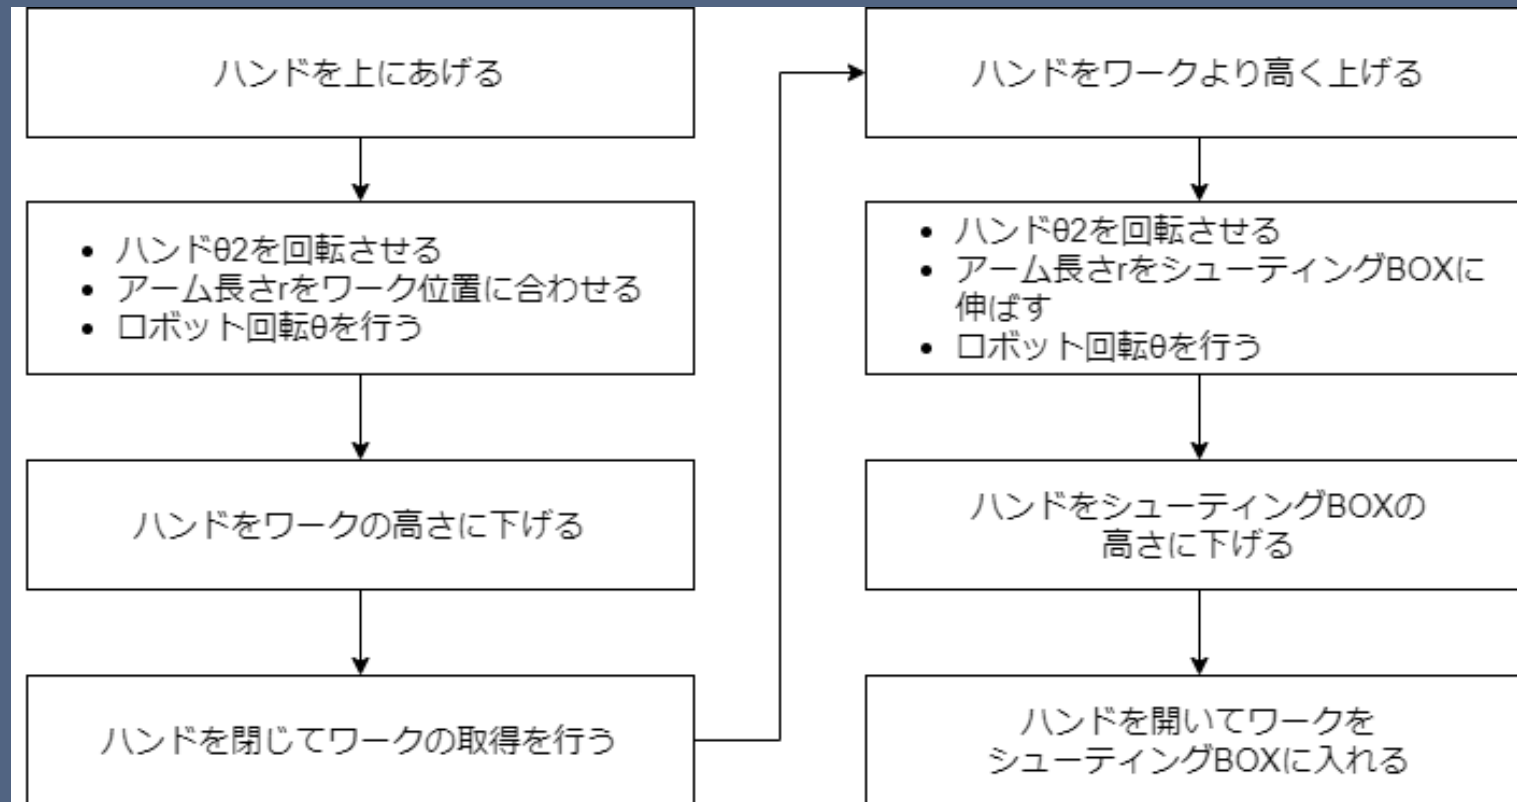 ハンドを上にあげる
• ハンドθ2を回転させる
• アーム長さrをワーク位置に合わせる
• ロボット回転θを行う
ハンドをワークの高さに下げる
ハンドを閉じてワークの取得を行う
ハンドをワークより高く上げる
• ハンドθ2を回転させる
• アーム長さrをシューティングBOXに
伸ばす
• ロボット回転θを行う
ハンドをシューティングBOXの
高さに下げる
ハンドを開いてワークを
シューティングBOXに入れる